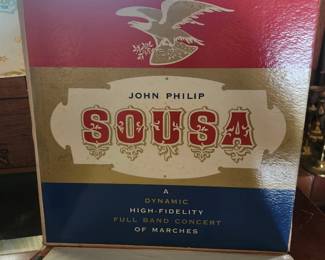 JOHN PHILIP
SOUSA
A
DYNAMIC
HIGH-FIDELITY
FULL BAND CONCERT
OF MARCHES